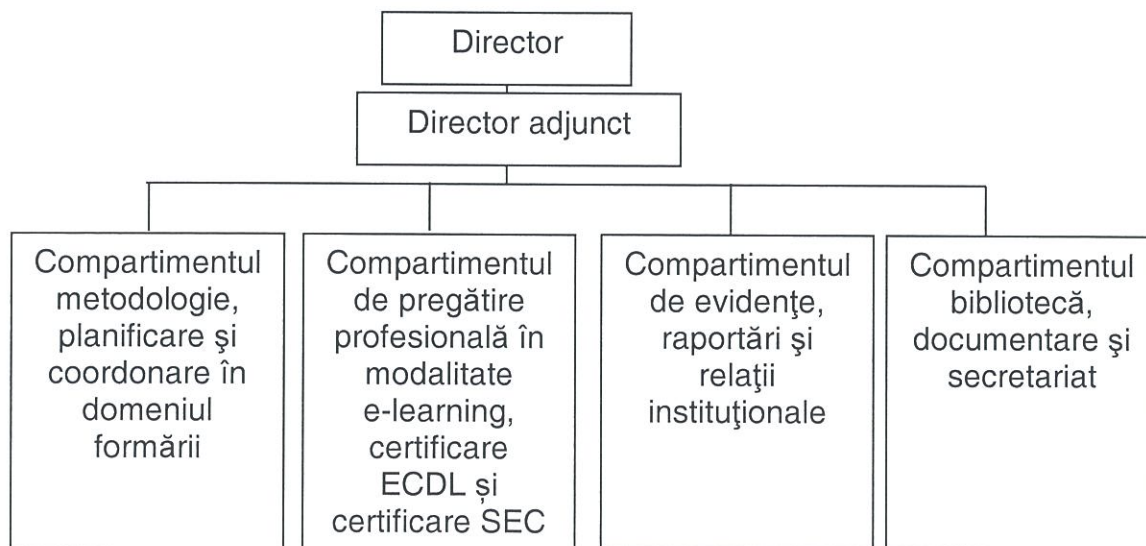 Director
Director adjunct
Compartimentul
metodologie,
planificare şi
coordonare în
domeniul
formării
Compartimentul
de pregătire
profesională în
modalitate
e-learning,
certificare
ECDL și
certificare SEC
Compartimentul
de evidenţe,
raportări şi
relaţii
instituţionale
Compartimentul
bibliotecă,
documentare şi
secretariat